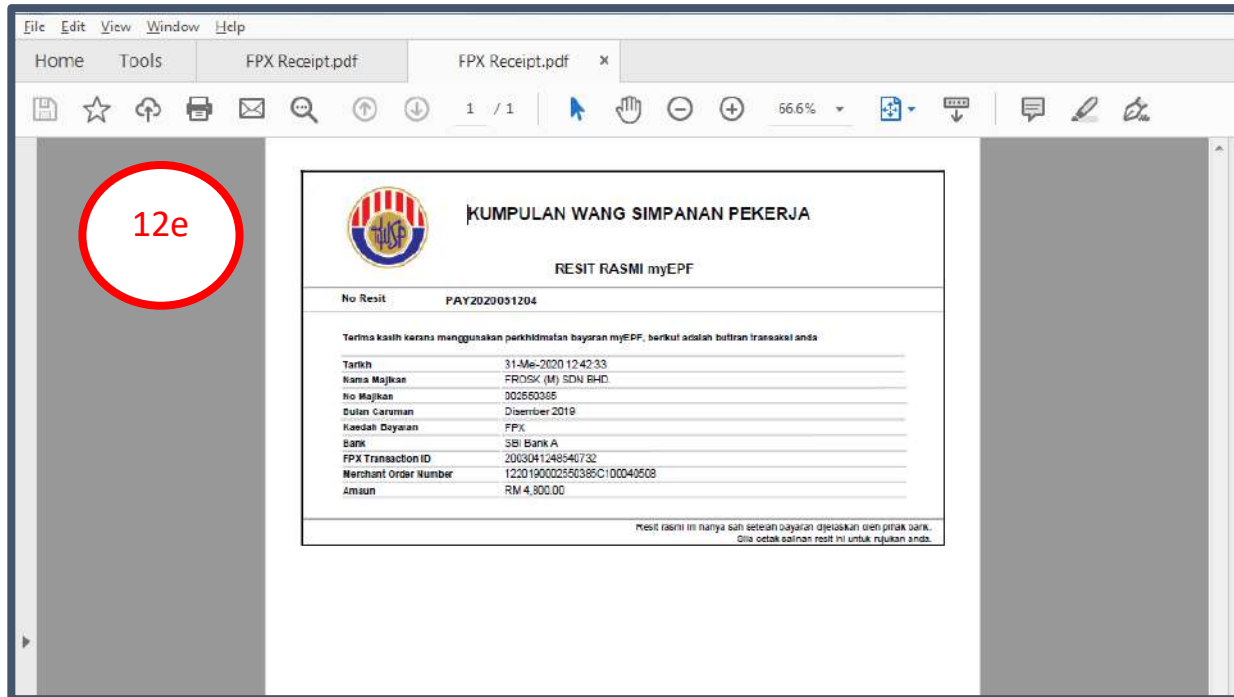 File Edit View Window Help
Home Tools FPX Receipt.pdf FPX Receipt.pdf ×
1 / 1 66.6%
12e
KWSP
KUMPULAN WANG SIMPANAN PEKERJA
RESIT RASMI myEPF
No Resit PAY2020051204
Terima kasih kerana menggunakan perkhidmatan bayaran myEPF, berikut adalah butiran transaksi anda
Tarikh 31-Mei-2020 12:42:33
Nama Majikan FROSK (M) SDN BHD.
No Majikan 002550385
Bulan Caruman Disember 2019
Kaedah Bayaran FPX
Bank SBI Bank A
FPX Transaction ID 2003041248540732
Merchant Order Number 1220190002550385C100040508
Amaun RM 4,800.00
Resit rasmi ini hanya sah setelah bayaran dijelaskan oleh pihak bank.
Sila cetak salinan resit ini untuk rujukan anda.